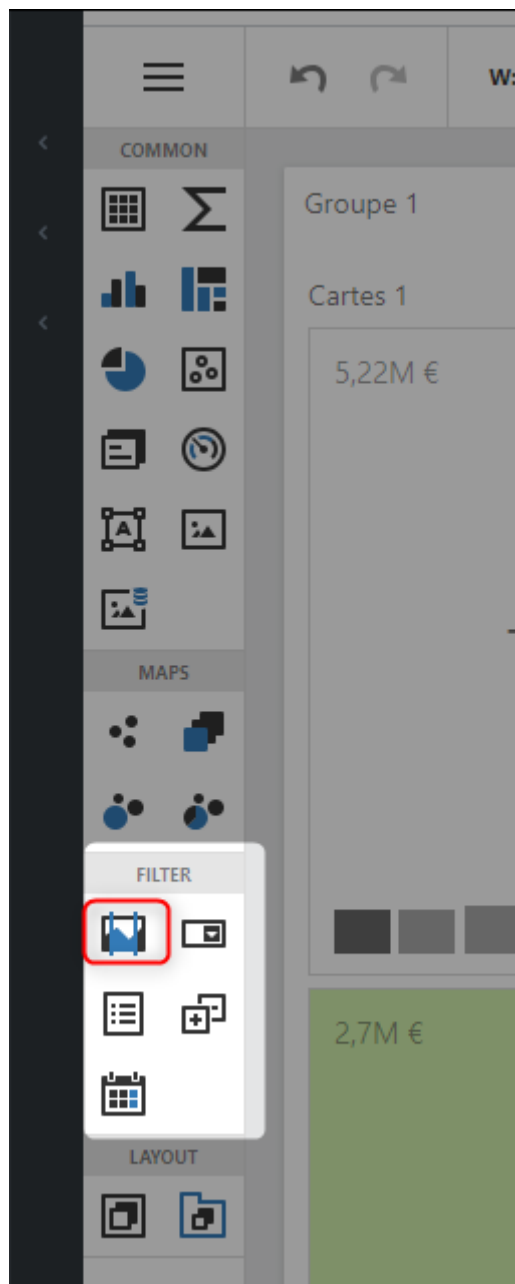 W:
COMMON
Groupe 1
Cartes 1
5,22M €
MAPS
FILTER
2,7M €
LAYOUT